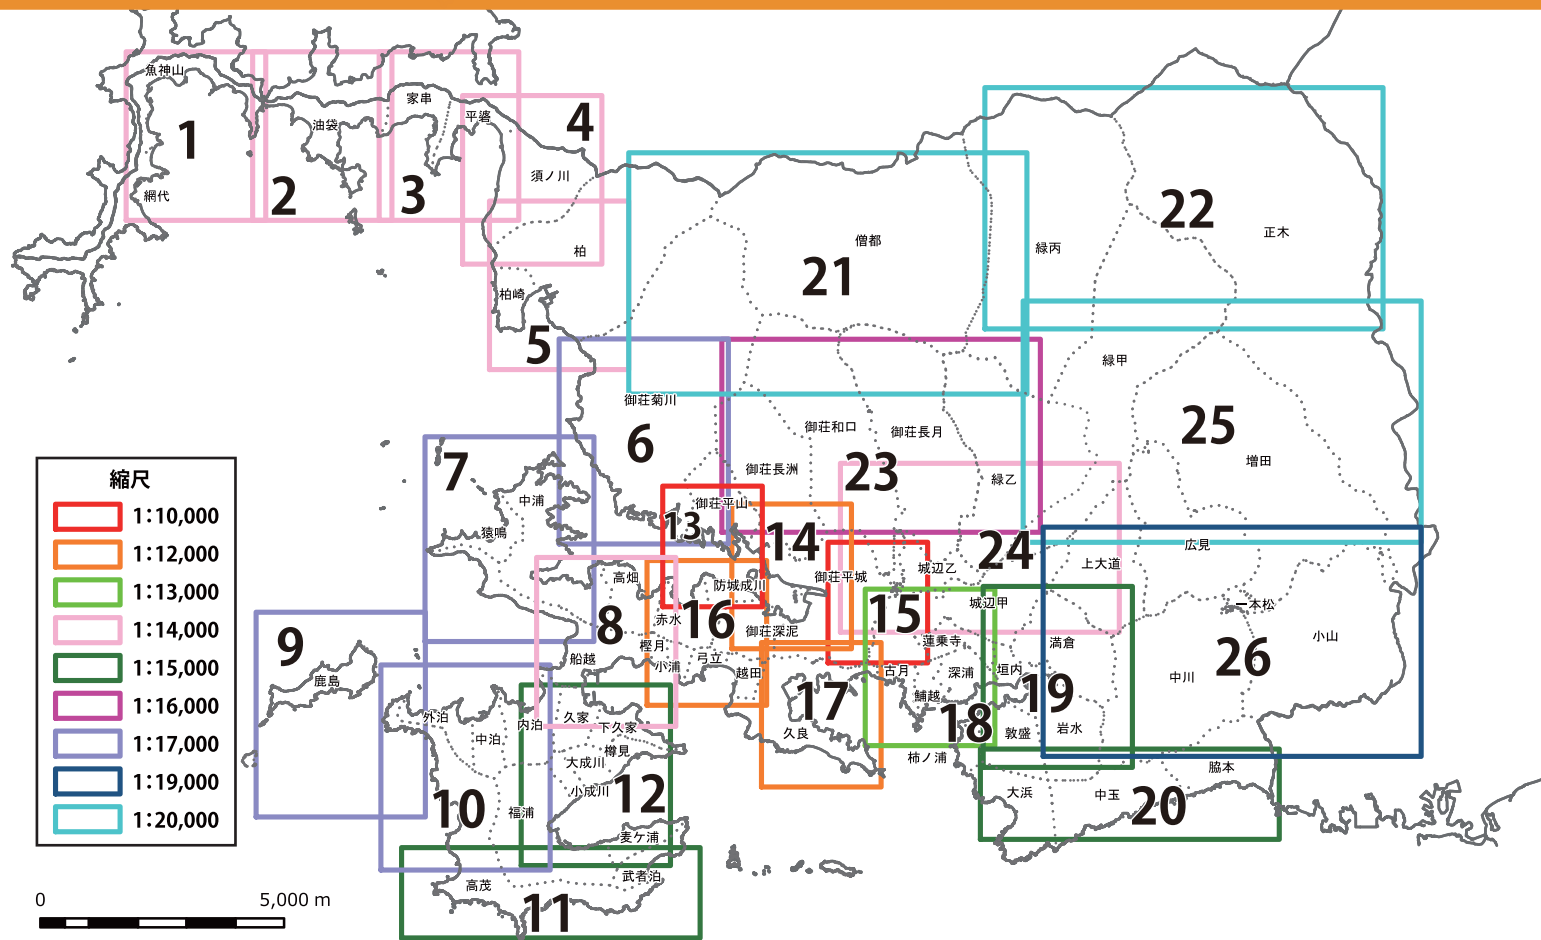 魚神山
家串
平碆
4
1
油袋
須ノ川
網代
2
3
22
正木
柏
僧都
緑丙
21
柏崎
5
緑甲
御荘菊川
25
6
御荘和口
御荘長月
増田
縮尺
7
御荘長洲
23
緑乙
1:10,000
中浦
御荘平山
13
猿鳴
14
24
広見
1:12,000
上大道
高畑
防城成川
御荘平城
城辺乙
1:13,000
赤水
15
城辺甲
一本松
1:14,000
8
16
御荘深泥
蓮乗寺
満倉
小山
9
樫月
弓立
1:15,000
船越
小浦
越田
古月
深浦
垣内
26
中川
鹿島
19
1:16,000
17
鯆越
外泊
内泊
久家
下久家
18
敦盛
岩水
1:17,000
中泊
樽見
久良
柿ノ浦
大成川
脇本
1:19,000
小成川
12
大浜
中玉
20
10
福浦
1:20,000
麦ケ浦
武者泊
高茂
11
0
5,000 m